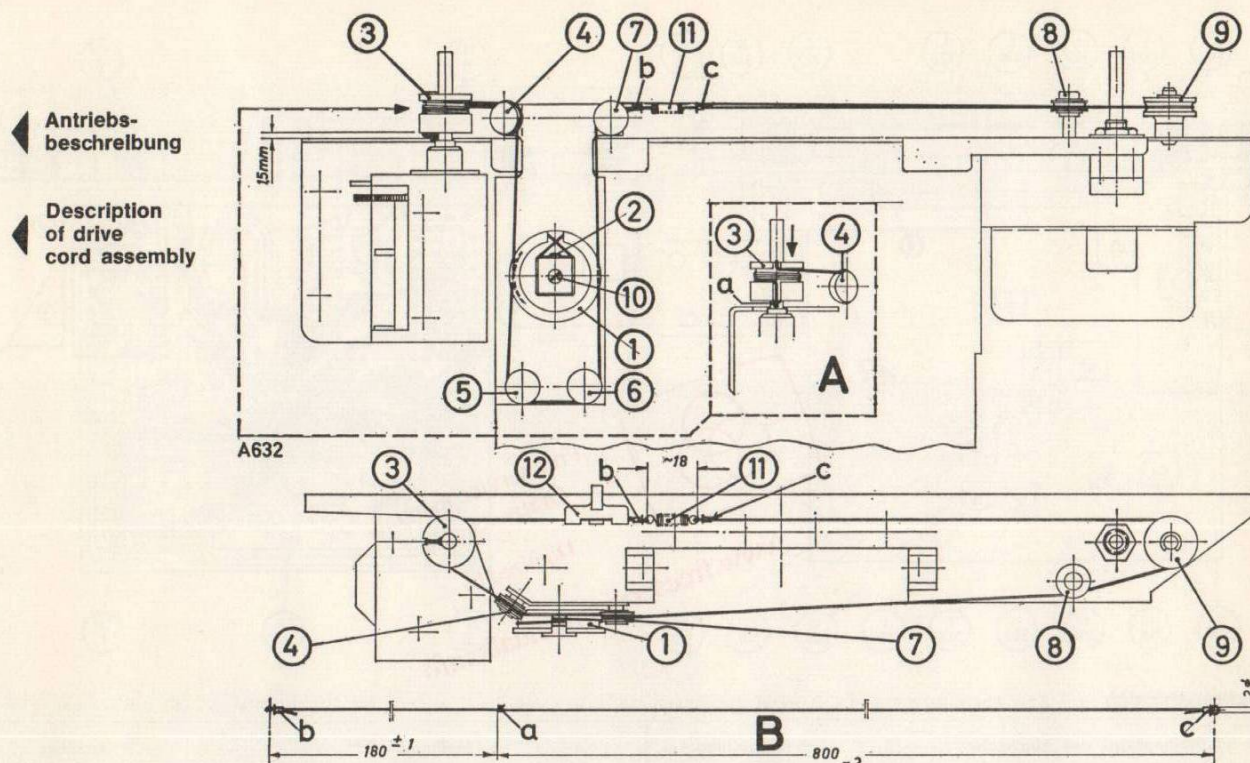 3 4 7 11 8 9
b c
Antriebs-
beschreibung
15mm
Description
of drive
cord assembly
2 3 4
a
10
1
A
5 6
A632
3 12 b ~18 11 c
4 1 7 8 9
b a B c
180 ±1 800